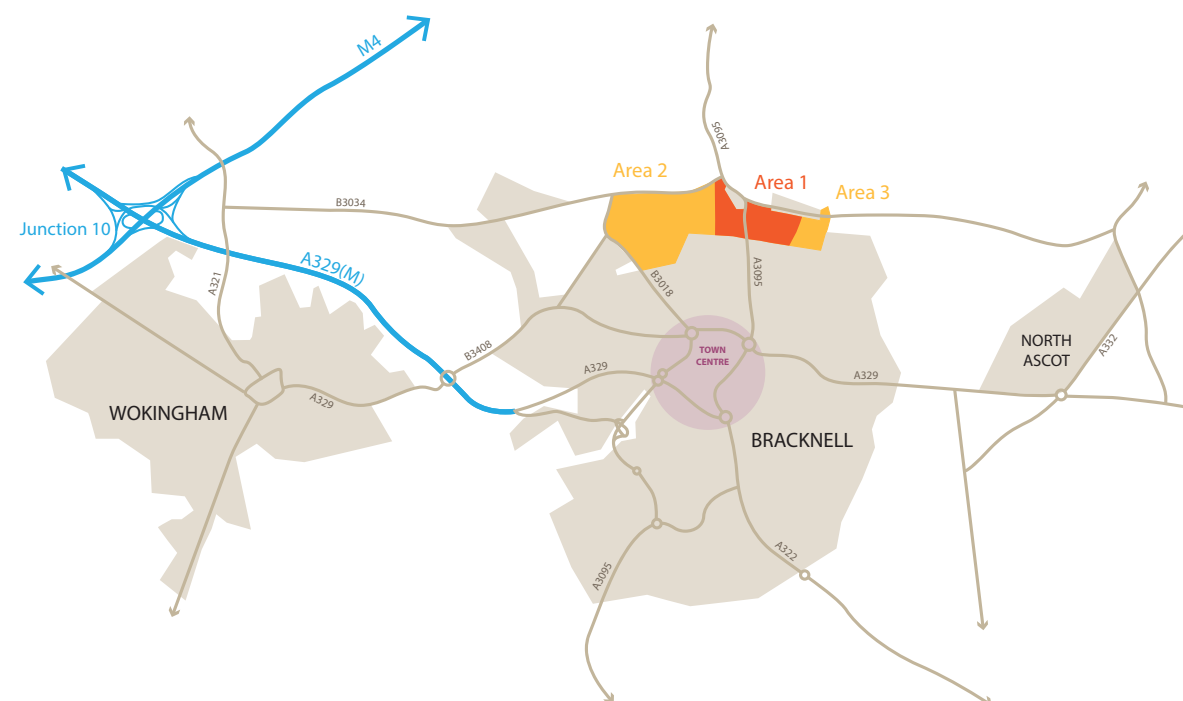 M4
A3095
Area 2
Area 1
Area 3
B3034
Junction 10
A329(M)
A321
B3018
A3095
B3408
TOWN
CENTRE
NORTH
ASCOT
A332
A329
A329
A329
WOKINGHAM
BRACKNELL
A322
A3095